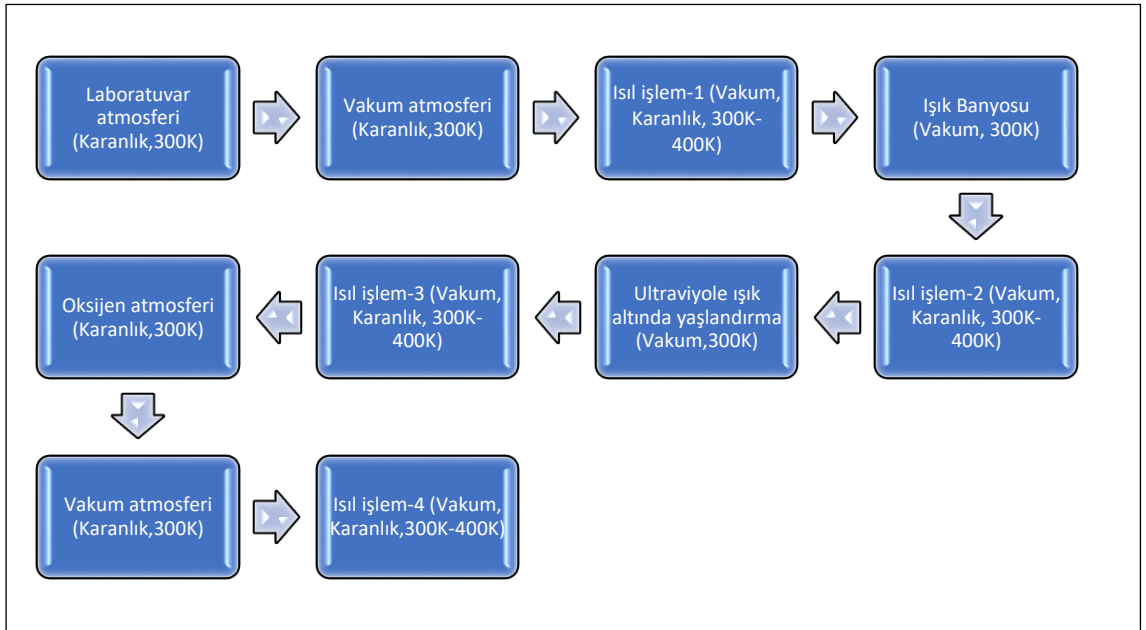 Laboratuvar
atmosferi
(Karanlık,300K)
Vakum atmosferi
(Karanlık,300K)
Isıl işlem-1 (Vakum,
Karanlık, 300K-
400K)
Işık Banyosu
(Vakum, 300K)
Isıl işlem-2 (Vakum,
Karanlık, 300K-
400K)
Ultraviyole ışık
altında yaşlandırma
(Vakum,300K)
Isıl işlem-3 (Vakum,
Karanlık, 300K-
400K)
Oksijen atmosferi
(Karanlık,300K)
Vakum atmosferi
(Karanlık,300K)
Isıl işlem-4 (Vakum,
Karanlık,300K-400K)